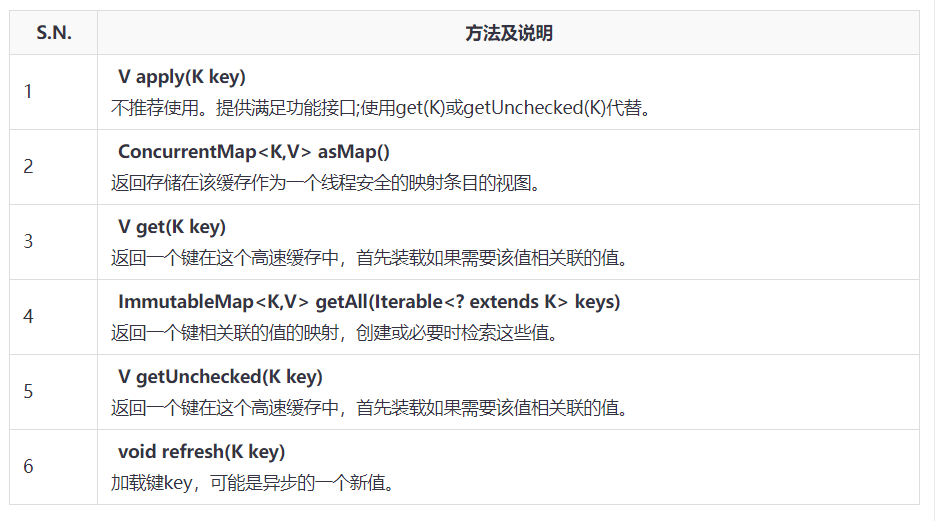 S.N. 方法及说明
1
V apply(K key)
不推荐使用。提供满足功能接口;使用get(K)或getUnchecked(K)代替。
2
ConcurrentMap<K,V> asMap()
返回存储在该缓存作为一个线程安全的映射条目的视图。
3
V get(K key)
返回一个键在这个高速缓存中，首先装载如果需要该值相关联的值。
4
ImmutableMap<K,V> getAll(Iterable<? extends K> keys)
返回一个键相关联的值的映射，创建或必要时检索这些值。
5
V getUnchecked(K key)
返回一个键在这个高速缓存中，首先装载如果需要该值相关联的值。
6
void refresh(K key)
加载键key，可能是异步的一个新值。